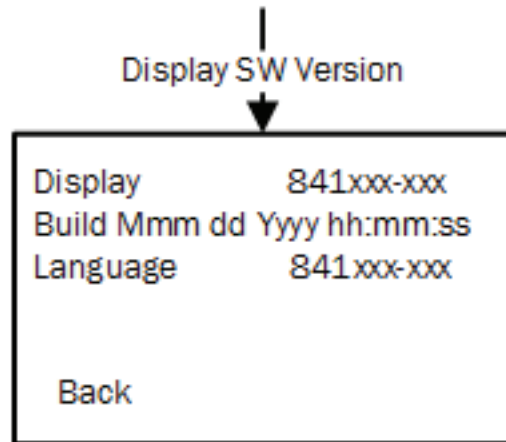 Display SW Version
Display 841xxx-xxx
Build Mmm dd Yyyy hh:mm:ss
Language 841xxx-xxx
Back